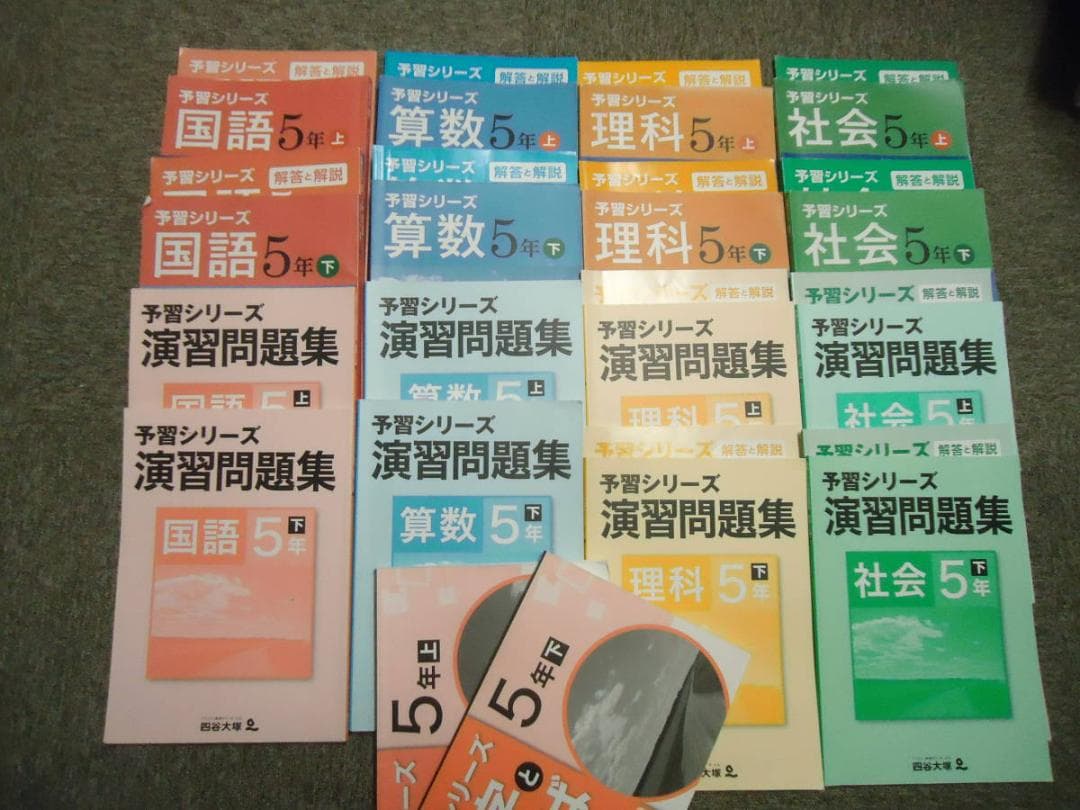 予習シリーズ
解答と解説
予習シリーズ
国語5年上
予習シリーズ
解答と解説
予習シリーズ
国語5年下
予習シリーズ
演習問題集
国語5
上
予習シリーズ
演習問題集
国語5年
下
四谷大塚
予習シリーズ
解答と解説
予習シリーズ
算数5年上
予習シリーズ
解答と解説
予習シリーズ
算数5年下
予習シリーズ
演習問題集
算数5
上
予習シリーズ
演習問題集
算数5年
下
予習シリーズ
解答と解説
予習シリーズ
理科5年上
予習シリーズ
解答と解説
予習シリーズ
理科5年下
予習シリーズ
解答と解説
予習シリーズ
演習問題集
理科5年
上
予習シリーズ
解答と解説
予習シリーズ
演習問題集
理科5年
下
大塚
予習シリーズ
解答と解説
予習シリーズ
社会5年上
予習シリーズ
解答と解説
予習シリーズ
社会5年下
予習シリーズ
解答と解説
予習シリーズ
演習問題集
社会5年
上
予習シリーズ
解答と解説
予習シリーズ
演習問題集
社会5年
下
四谷大塚
5年上
ーズ
5年下
シリーズ
と